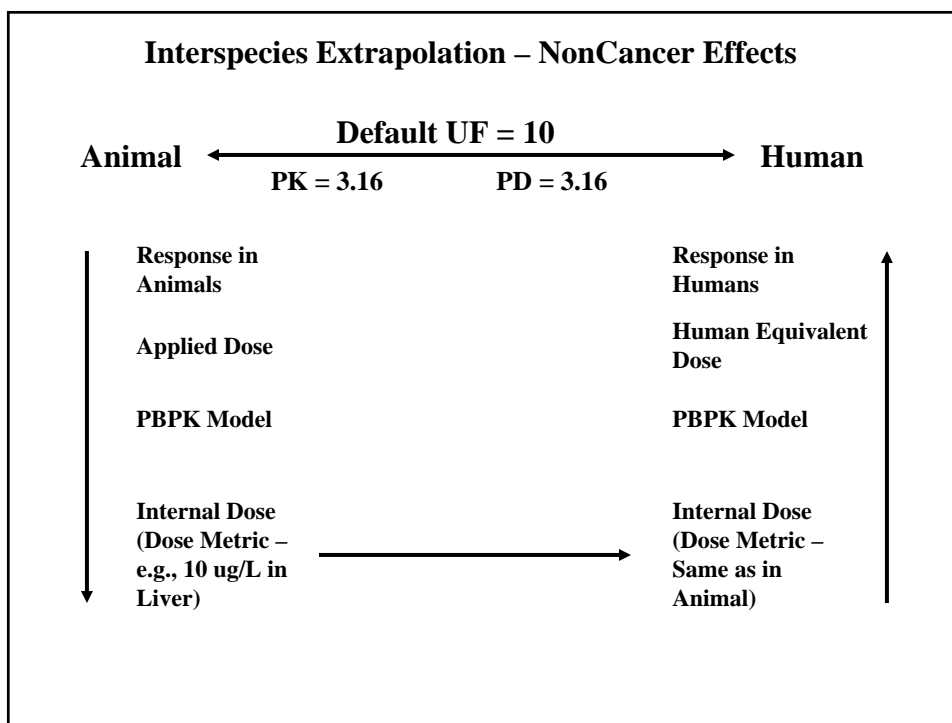 Interspecies Extrapolation – NonCancer Effects
Default UF = 10
Animal
Human
PK = 3.16
PD = 3.16
Response in
Animals
Applied Dose
PBPK Model
Internal Dose
(Dose Metric –
e.g., 10 ug/L in
Liver)
Response in
Humans
Human Equivalent
Dose
PBPK Model
Internal Dose
(Dose Metric –
Same as in
Animal)